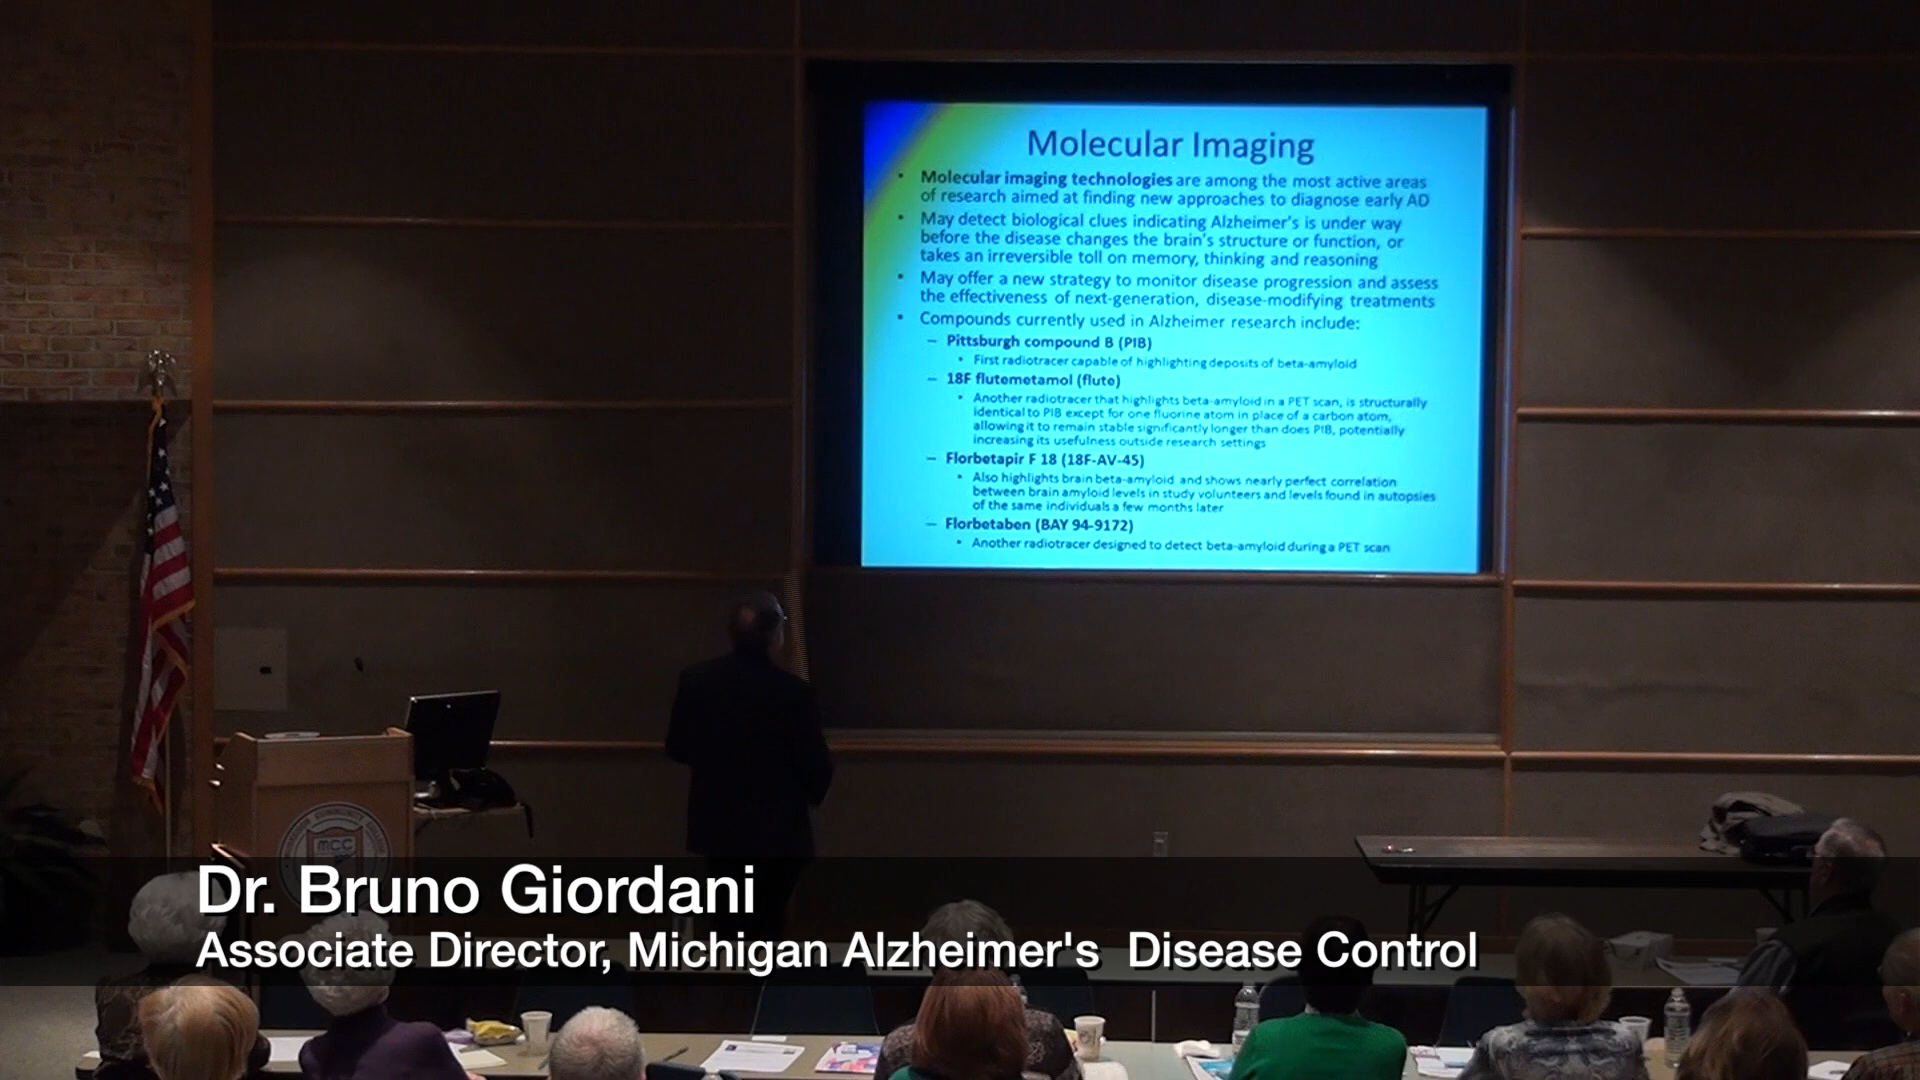 Molecular Imaging
• Molecular imaging technologies are among the most active areas
of research aimed at finding new approaches to diagnose early AD
• May detect biological clues indicating Alzheimer's is under way
before the disease changes the brain's structure or function, or
takes an irreversible toll on memory, thinking and reasoning
• May offer a new strategy to monitor disease progression and assess
the effectiveness of next-generation, disease-modifying treatments
• Compounds currently used in Alzheimer research include:
– Pittsburgh compound B (PIB)
• First radiotracer capable of highlighting deposits of beta-amyloid
– 18F flutemetamol (flute)
• Another radiotracer that highlights beta-amyloid in a PET scan, is structurally
identical to PIB except for one fluorine atom in place of a carbon atom,
allowing it to remain stable significantly longer than does PIB, potentially
increasing its usefulness outside research settings
– Florbetapir F 18 (18F-AV-45)
• Also highlights brain beta-amyloid and shows nearly perfect correlation
between brain amyloid levels in study volunteers and levels found in autopsies
of the same individuals a few months later
– Florbetaben (BAY 94-9172)
• Another radiotracer designed to detect beta-amyloid during a PET scan
MCC
Dr. Bruno Giordani
Associate Director, Michigan Alzheimer's Disease Control